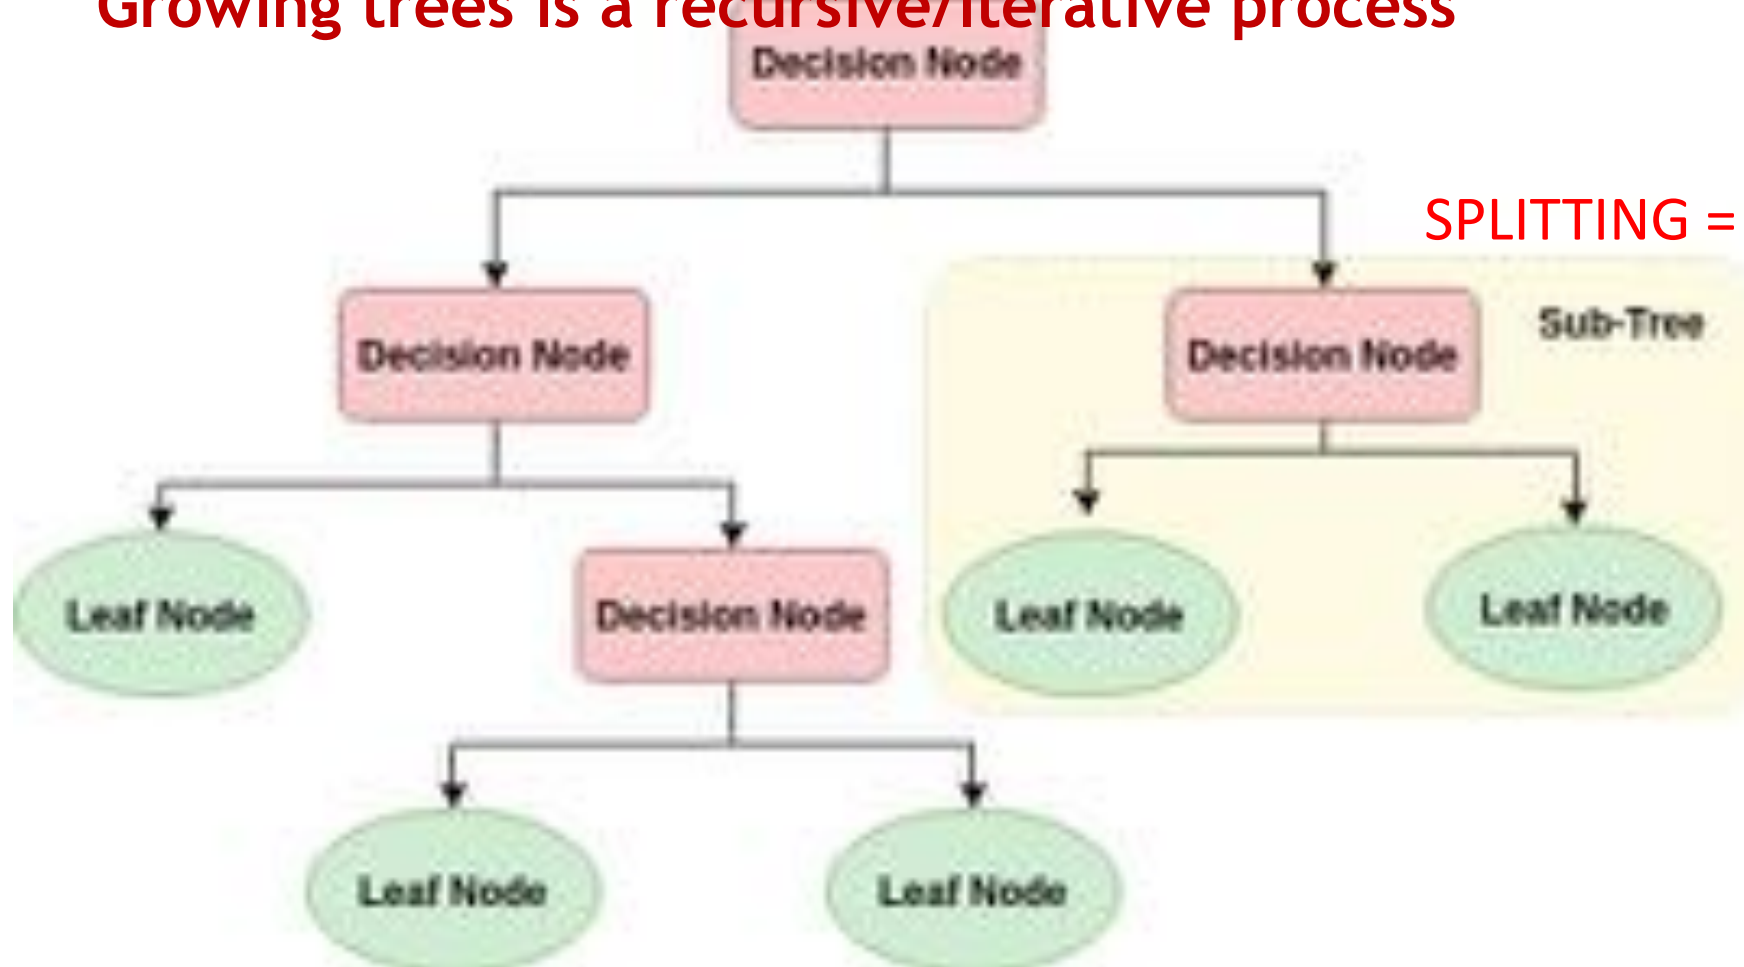 Growing trees is a recursive/iterative process
Decision Node
SPLITTING =
Sub-Tree
Decision Node
Decision Node
Leaf Node
Decision Node
Leaf Node
Leaf Node
Leaf Node
Leaf Node